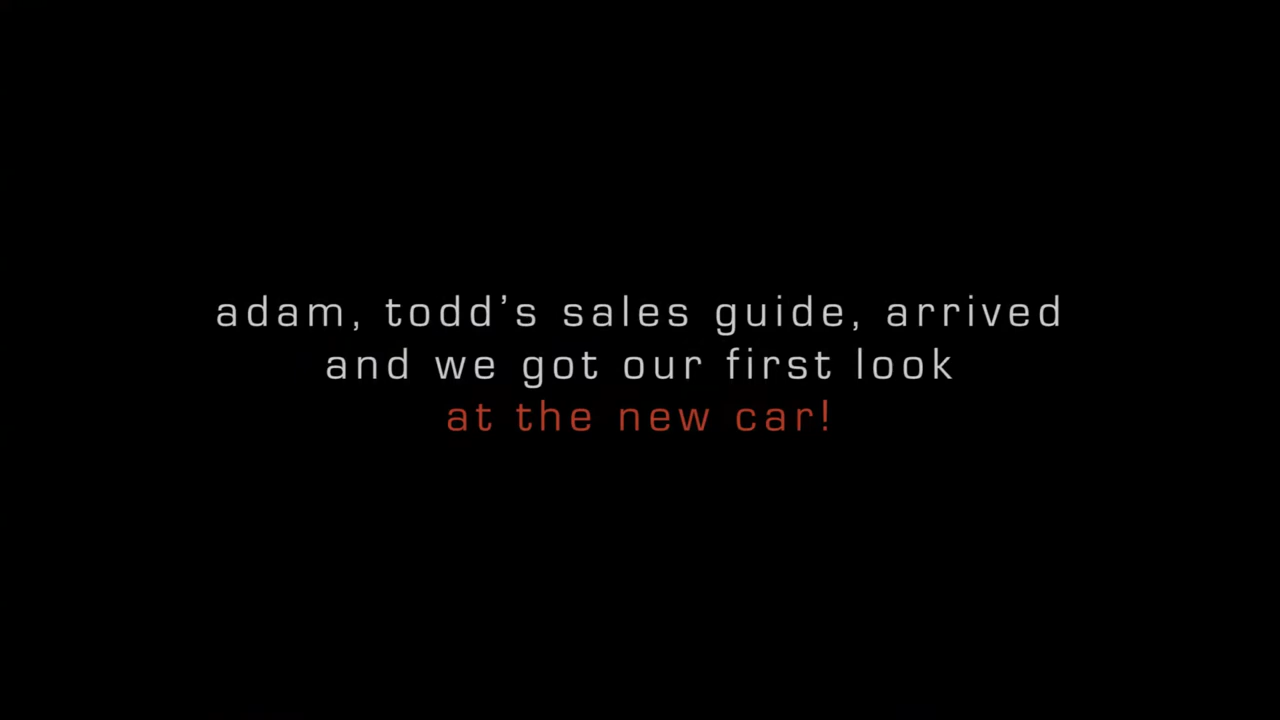 adam, todd’s sales guide, arrived
and we got our first look
at the new car!